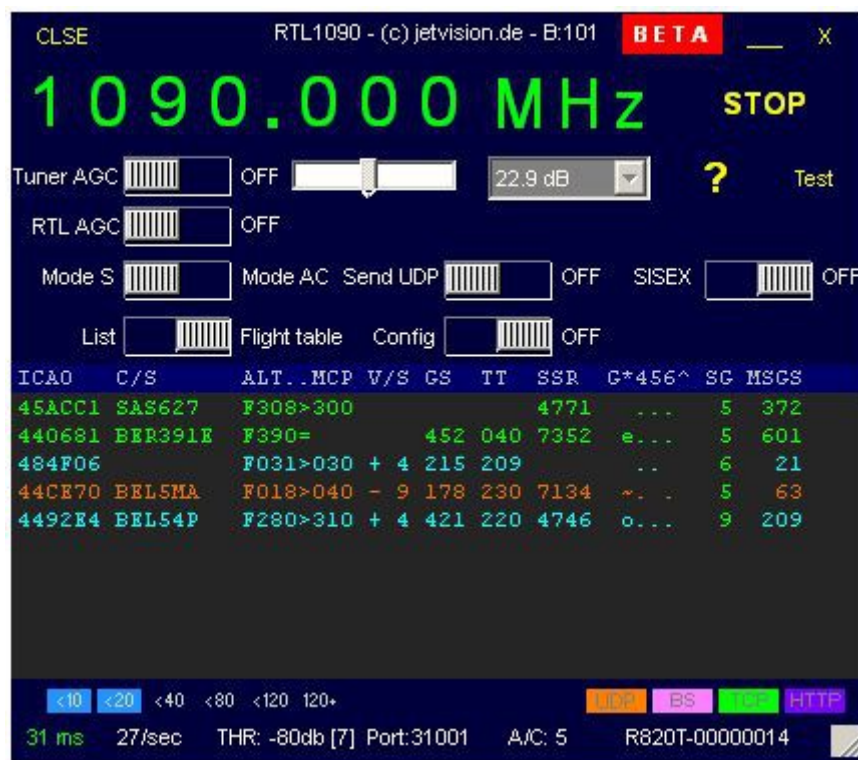 CLSE RTL1090 - (c) jetvision.de - B:101 BETA __ X
1090.000 MHz STOP
Tuner AGC OFF 22.9 dB ? Test
RTL AGC OFF
Mode S Mode AC Send UDP OFF SISEX OFF
List Flight table Config OFF
ICAO C/S ALT..MCP V/S GS TT SSR G*456^ SG MSGS
45ACC1 SAS627 F308>300 4771 ... 5 372
440681 BER391E F390= 452 040 7352 e... 5 601
484F06 F031>030 + 4 215 209 .. 6 21
44CE70 BEL5MA F018>040 - 9 178 230 7134 ~. . 5 63
4492E4 BEL54P F280>310 + 4 421 220 4746 o... 9 209
<10 <20 <40 <80 <120 120+ UDP BS TCP HTTP
31 ms 27/sec THR: -80db [7] Port:31001 A/C: 5 R820T-00000014